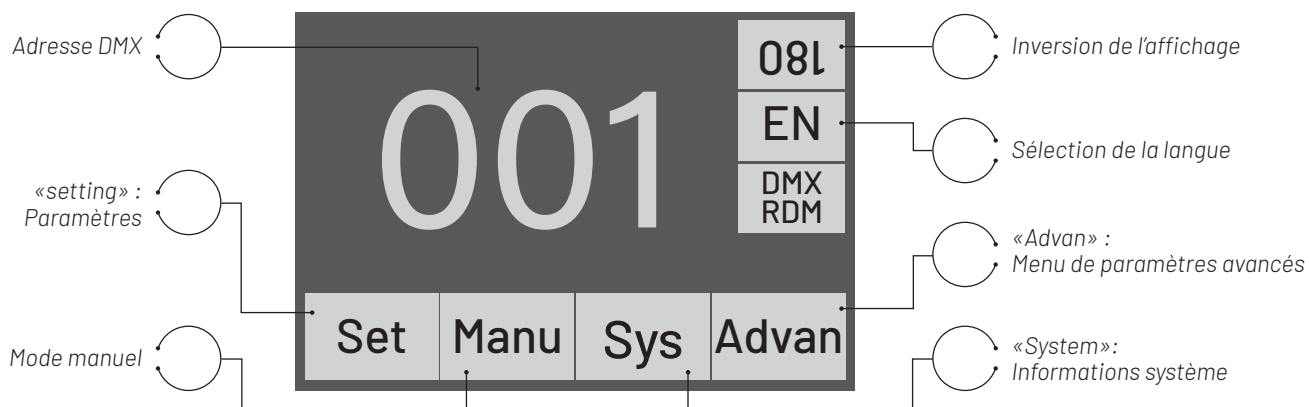 Adresse DMX
«setting» :
Paramètres
Mode manuel
001
180
EN
DMX
RDM
Set
Manu
Sys
Advan
Inversion de l'affichage
Sélection de la langue
«Advan» :
Menu de paramètres avancés
«System»:
Informations système